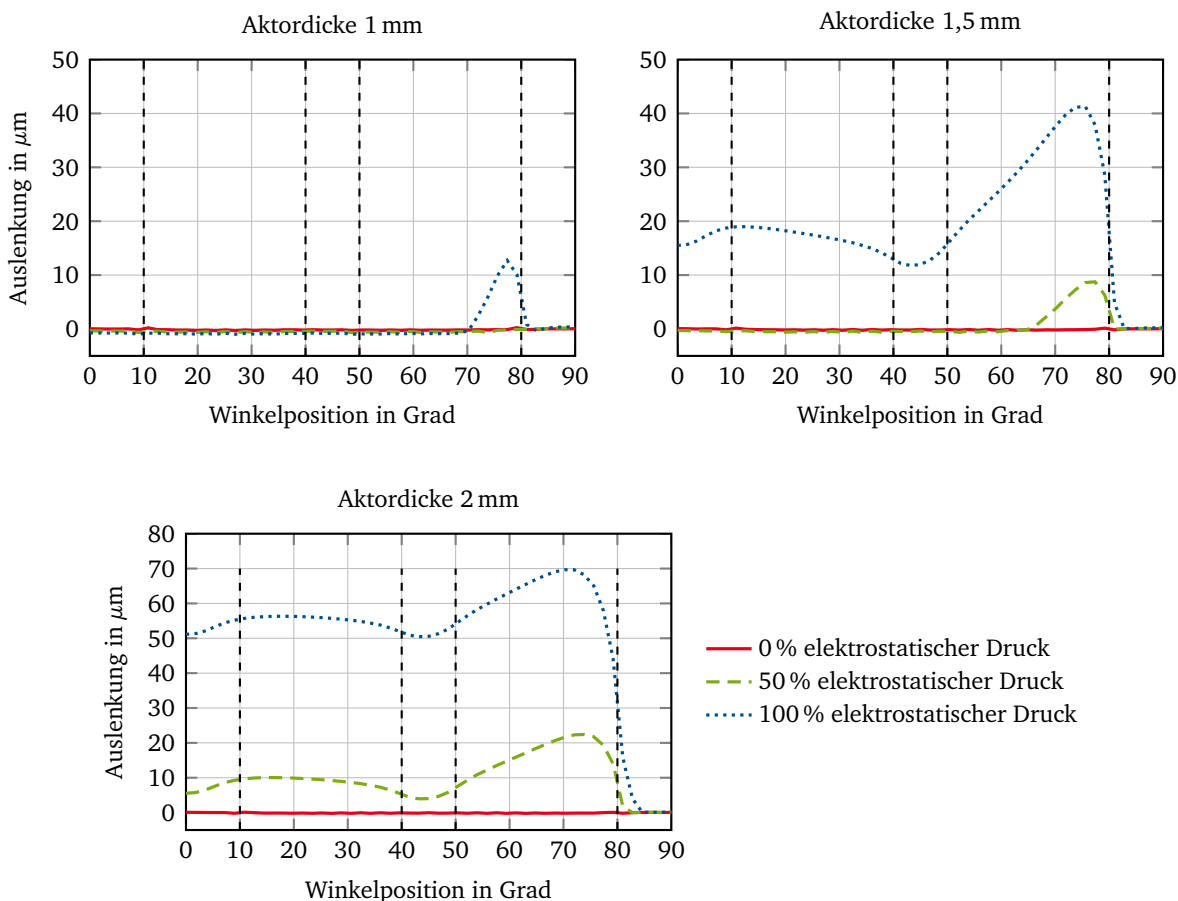 Aktordicke 1 mm
Aktordicke 1,5 mm
50
40
30
20
10
0
Auslenkung in μm
0 10 20 30 40 50 60 70 80 90
Winkelposition in Grad
50
40
30
20
10
0
0 10 20 30 40 50 60 70 80 90
Winkelposition in Grad
Aktordicke 2 mm
80
70
60
50
40
30
20
10
0
Auslenkung in μm
0 10 20 30 40 50 60 70 80 90
Winkelposition in Grad
0 % elektrostatischer Druck
50 % elektrostatischer Druck
100 % elektrostatischer Druck